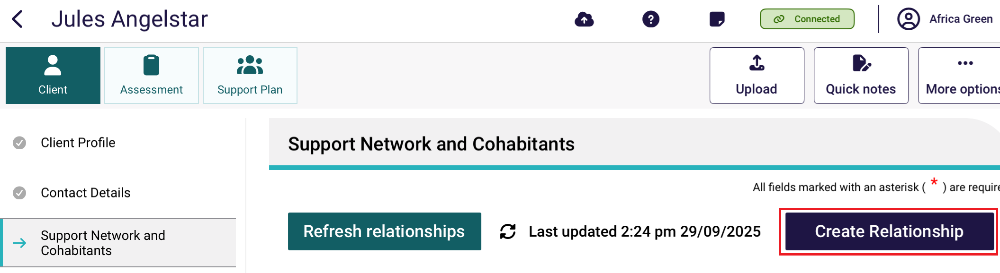 Jules Angelstar
Connected
Africa Green
Client
Assessment
Support Plan
Upload
Quick notes
More options
Client Profile
Contact Details
Support Network and
Cohabitants
Support Network and Cohabitants
All fields marked with an asterisk ( * ) are require
Refresh relationships
Last updated 2:24 pm 29/09/2025
Create Relationship